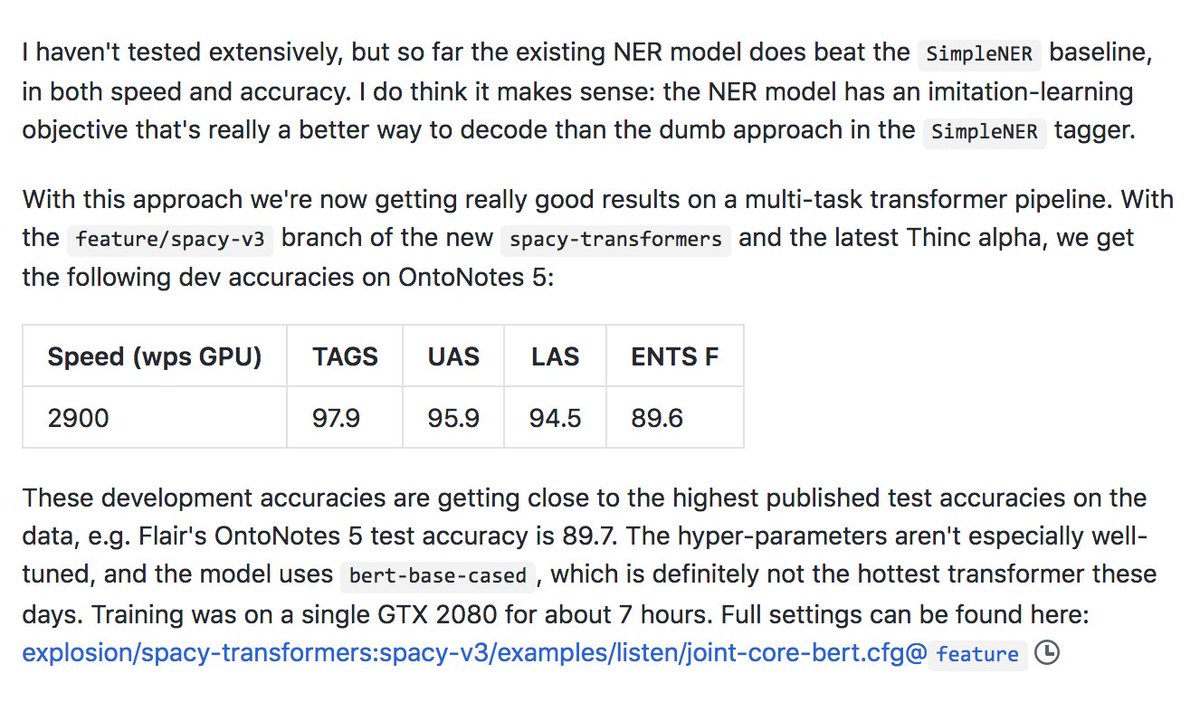 I haven't tested extensively, but so far the existing NER model does beat the SimpleNER baseline,
in both speed and accuracy. I do think it makes sense: the NER model has an imitation-learning
objective that's really a better way to decode than the dumb approach in the SimpleNER tagger.
With this approach we're now getting really good results on a multi-task transformer pipeline. With
the feature/spacy-v3 branch of the new spacy-transformers and the latest Thinc alpha, we get
the following dev accuracies on OntoNotes 5:
Speed (wps GPU) TAGS UAS LAS ENTS F
2900 97.9 95.9 94.5 89.6
These development accuracies are getting close to the highest published test accuracies on the
data, e.g. Flair's OntoNotes 5 test accuracy is 89.7. The hyper-parameters aren't especially well-
tuned, and the model uses bert-base-cased, which is definitely not the hottest transformer these
days. Training was on a single GTX 2080 for about 7 hours. Full settings can be found here:
explosion/spacy-transformers:spacy-v3/examples/listen/joint-core-bert.cfg@feature